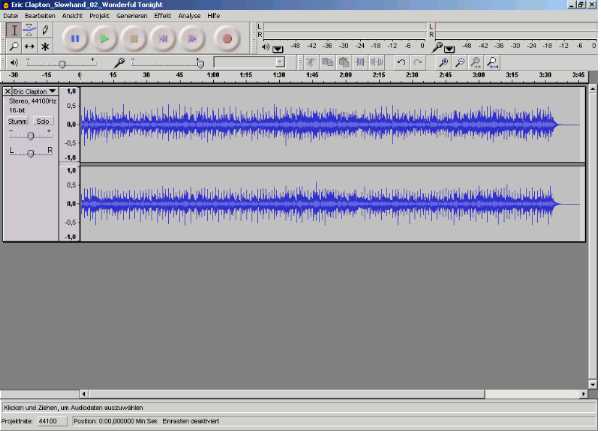 Eric Clapton_Slowhand_02_Wonderful Tonight
Datei Bearbeiten Ansicht Projekt Generieren Effekt Analyse Hilfe
L
R
-48 -42 -36 -30 -24 -18 -12 -6 0
L
R
-48 -42 -36 -30 -24 -18 -12 -6 0
-30 -15 0 15 30 45 1:00 1:15 1:30 1:45 2:00 2:15 2:30 2:45 3:00 3:15 3:30 3:45
Eric Clapton
Stereo, 44100Hz
16-bit
Stumm Solo
- +
L R
1,0
0,5
0,0
-0,5
-1,0
1,0
0,5
0,0
-0,5
-1,0
Klicken und Ziehen, um Audiodaten auszuwählen
Projektrate: 44100 Position: 0:00,000000 Min:Sek Einrasten deaktiviert